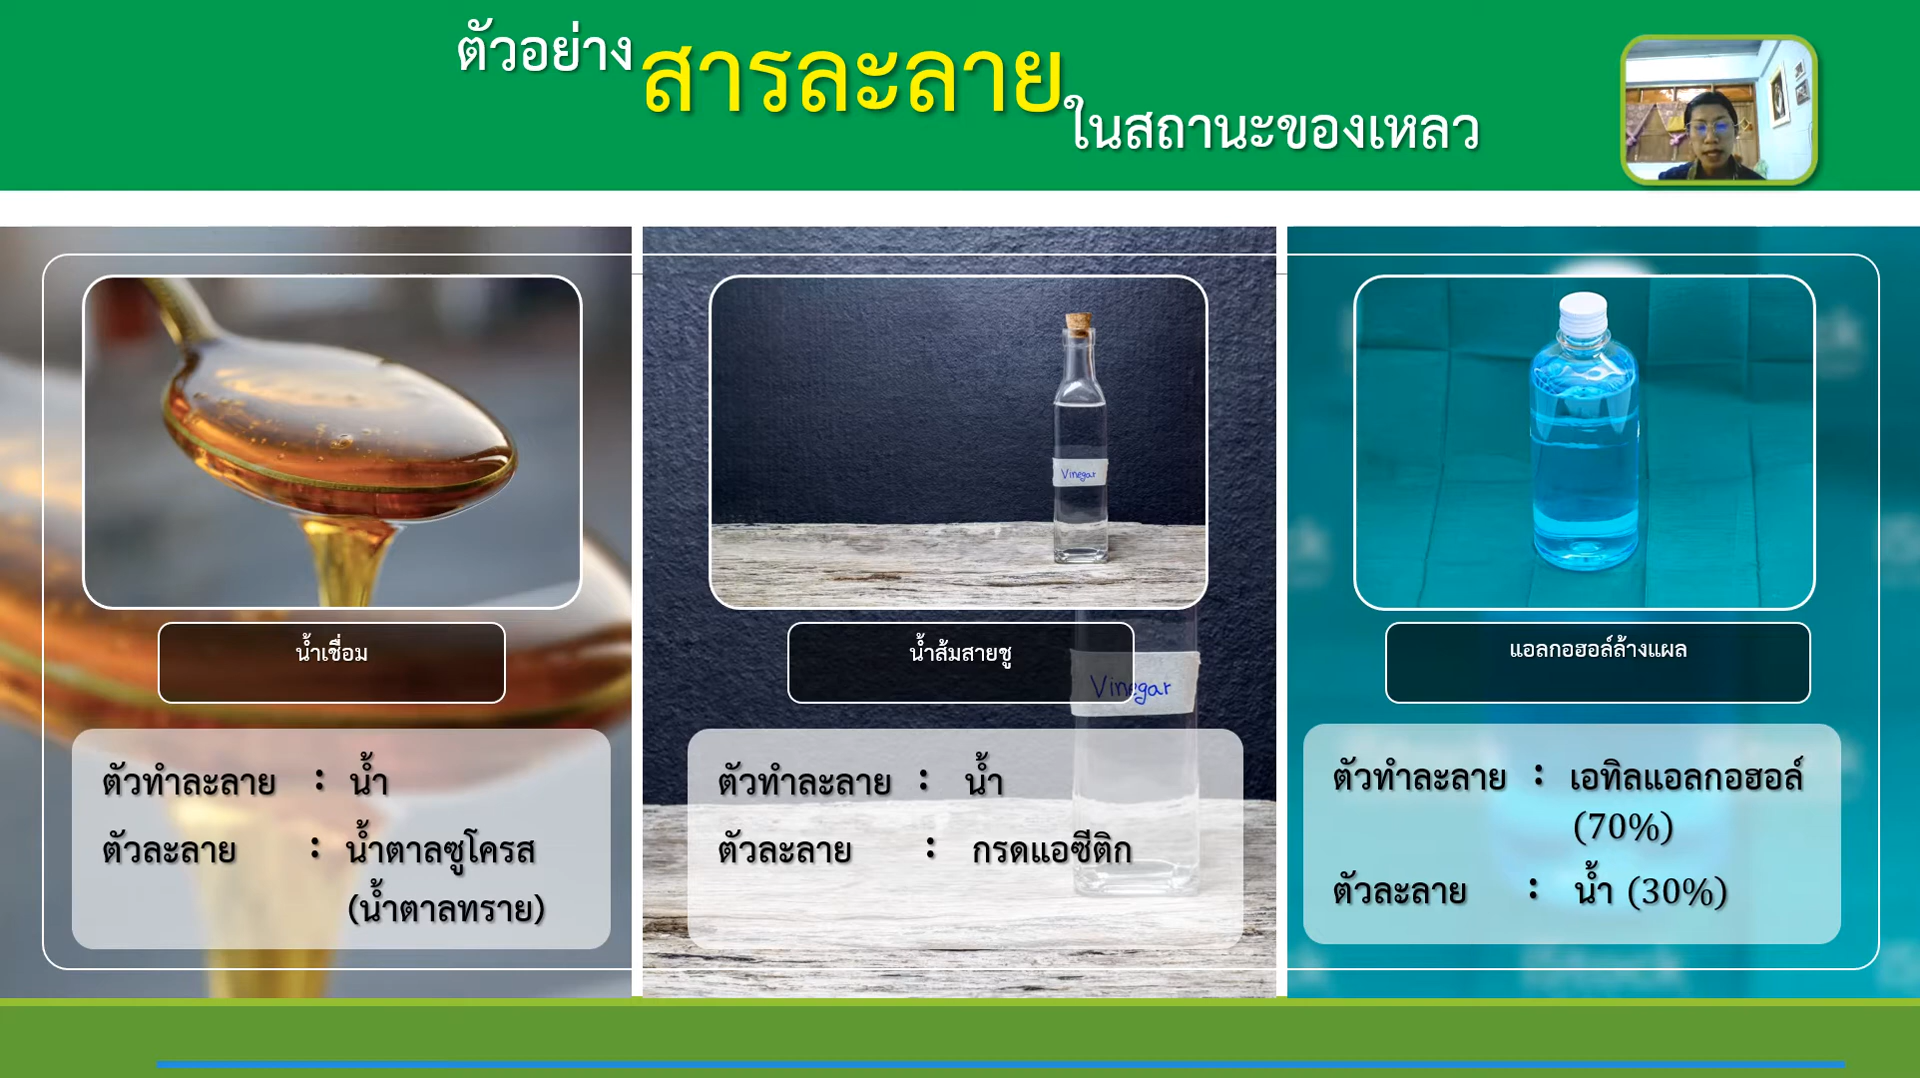 ตัวอย่าง
สารละลาย
ในสถานะของเหลว
Vinegar
น้ำเชื่อม
น้ำส้มสายชู
Vinegar
แอลกอฮอล์ล้างแผล
ตัวทำละลาย : น้ำ
ตัวละลาย : น้ำตาลซูโครส
(น้ำตาลทราย)
ตัวทำละลาย : น้ำ
ตัวละลาย : กรดแอซีติก
ตัวทำละลาย : เอทิลแอลกอฮอล์
(70%)
ตัวละลาย : น้ำ (30%)
iStock